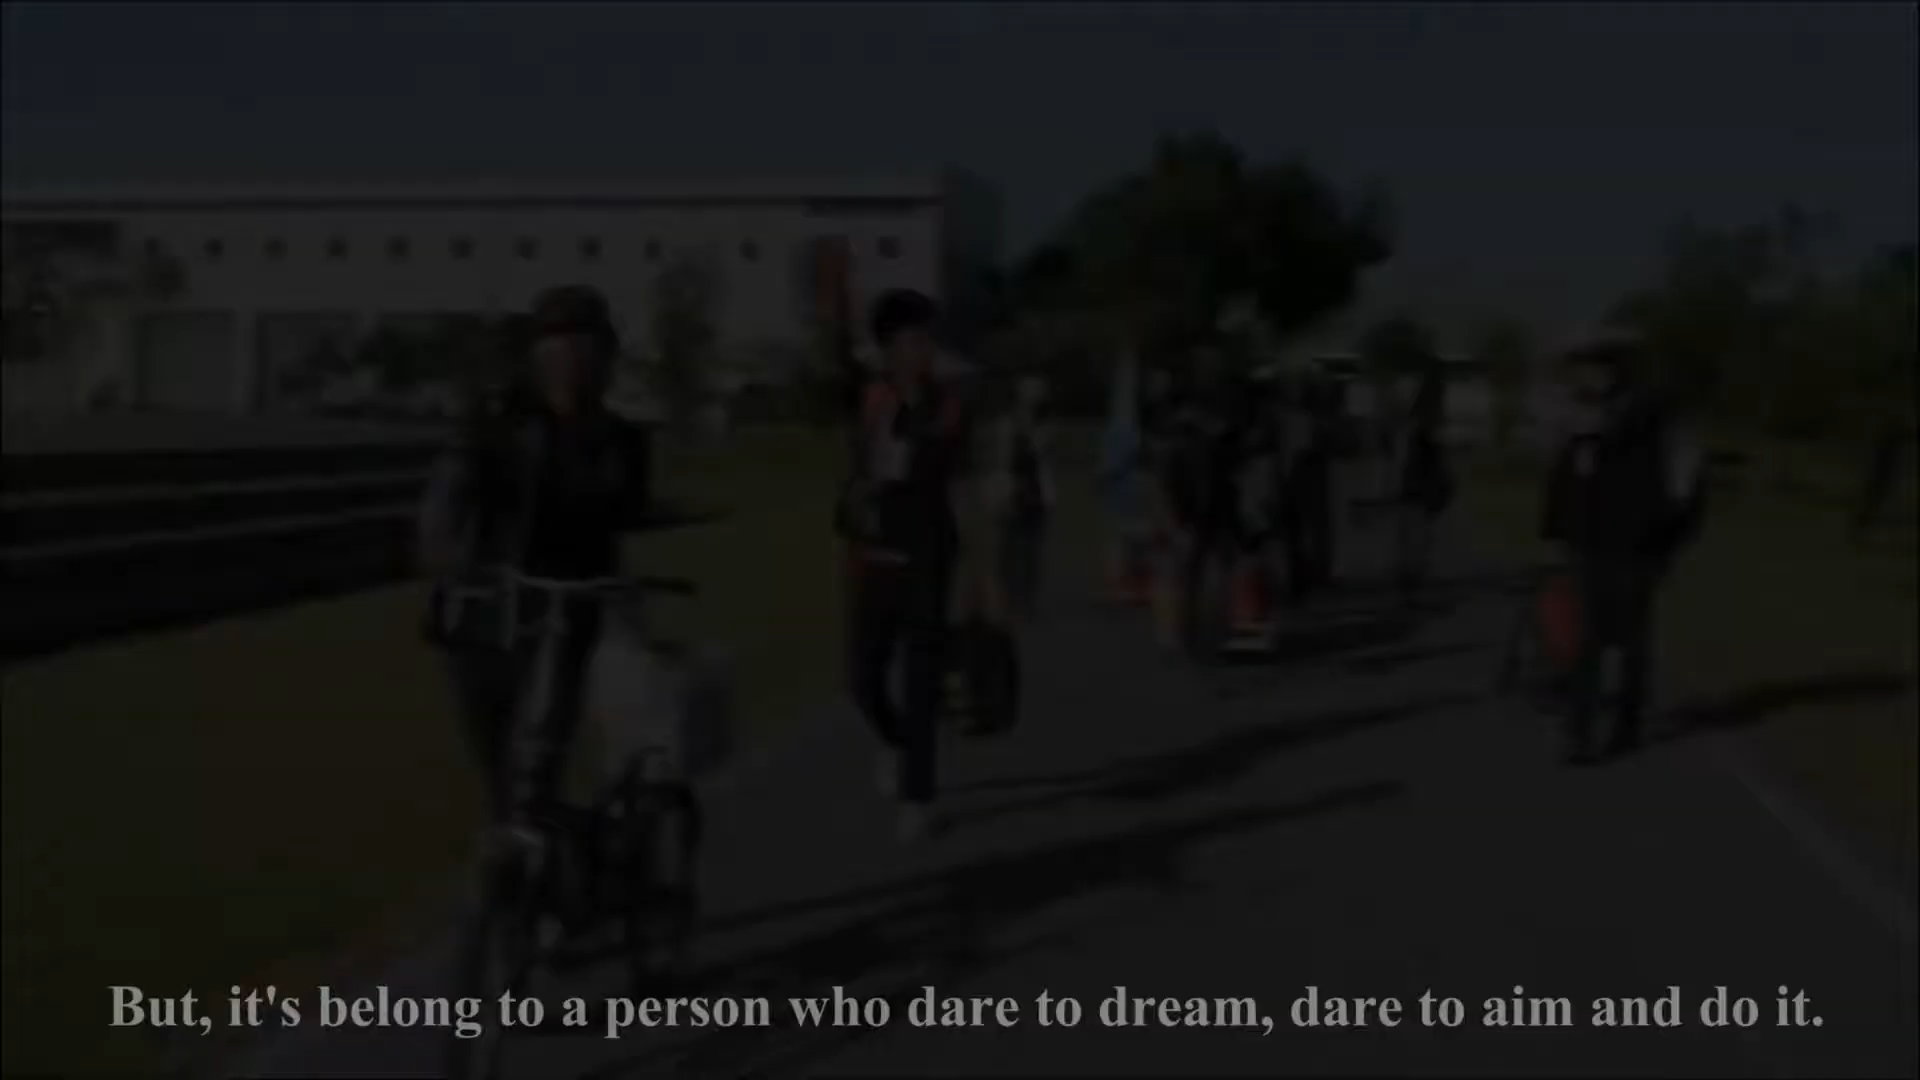 But, it's belong to a person who dare to dream, dare to aim and do it.